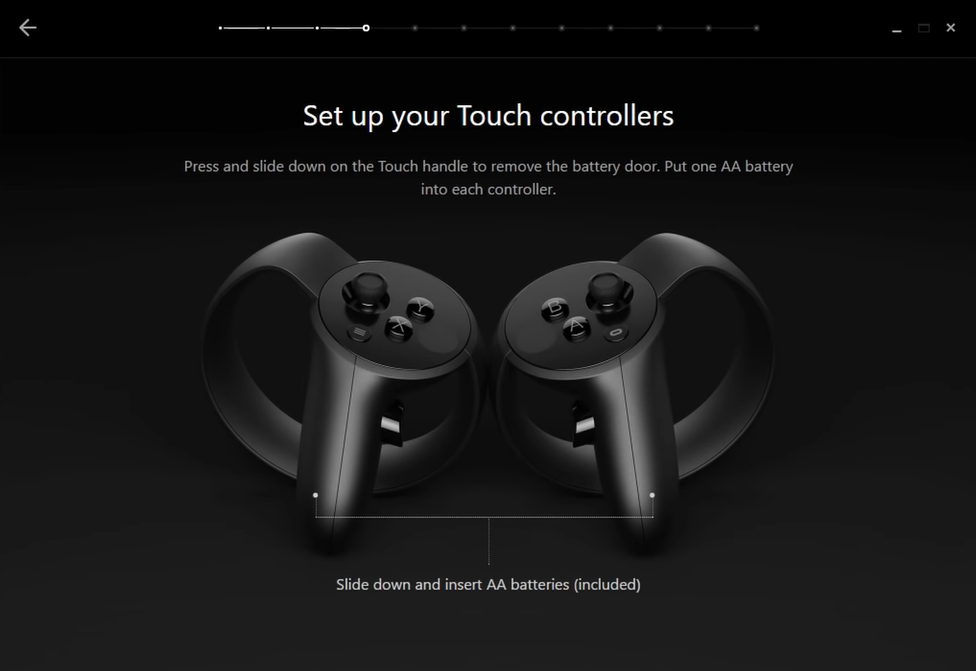 Set up your Touch controllers
Press and slide down on the Touch handle to remove the battery door. Put one AA battery
into each controller.
Y
X
B
A
Slide down and insert AA batteries (included)